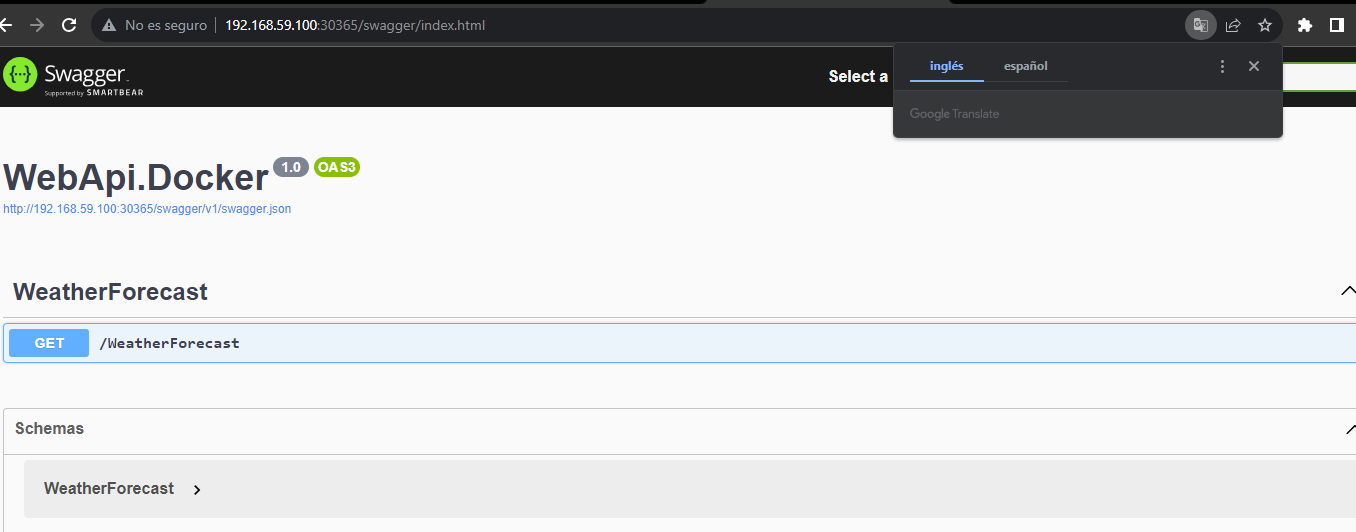 No es seguro 192.168.59.100:30365/swagger/index.html
Swagger
Supported by SMARTBEAR
Select a
inglés español
Google Translate
WebApi.Docker 1.0 OAS3
http://192.168.59.100:30365/swagger/v1/swagger.json
WeatherForecast
GET /WeatherForecast
Schemas
WeatherForecast